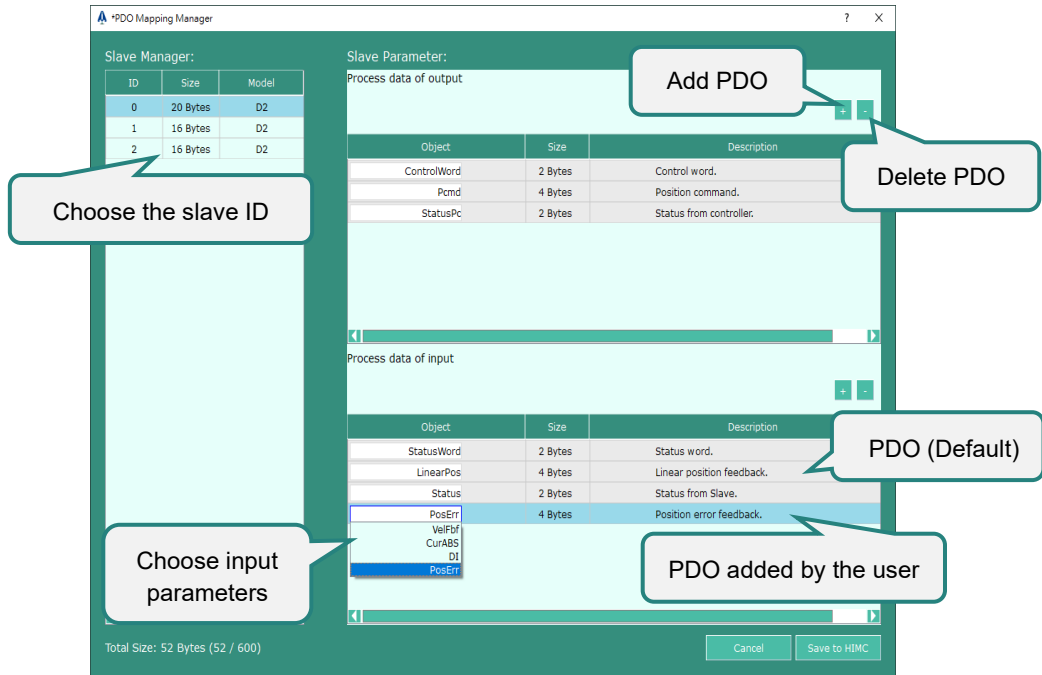 *PDO Mapping Manager
? X
Slave Manager:
ID Size Model
0 20 Bytes D2
1 16 Bytes D2
2 16 Bytes D2
Choose the slave ID
Total Size: 52 Bytes (52 / 600)
Slave Parameter:
Process data of output
Add PDO
+ -
Delete PDO
Object Size Description
ControlWord 2 Bytes Control word.
Pcmd 4 Bytes Position command.
StatusPc 2 Bytes Status from controller.
Process data of input
+ -
Object Size Description
StatusWord 2 Bytes Status word.
LinearPos 4 Bytes Linear position feedback.
Status 2 Bytes Status from Slave.
PosErr 4 Bytes Position error feedback.
VelFbf
CurABS
DI
PosErr
PDO (Default)
PDO added by the user
Choose input
parameters
Cancel Save to HIMC